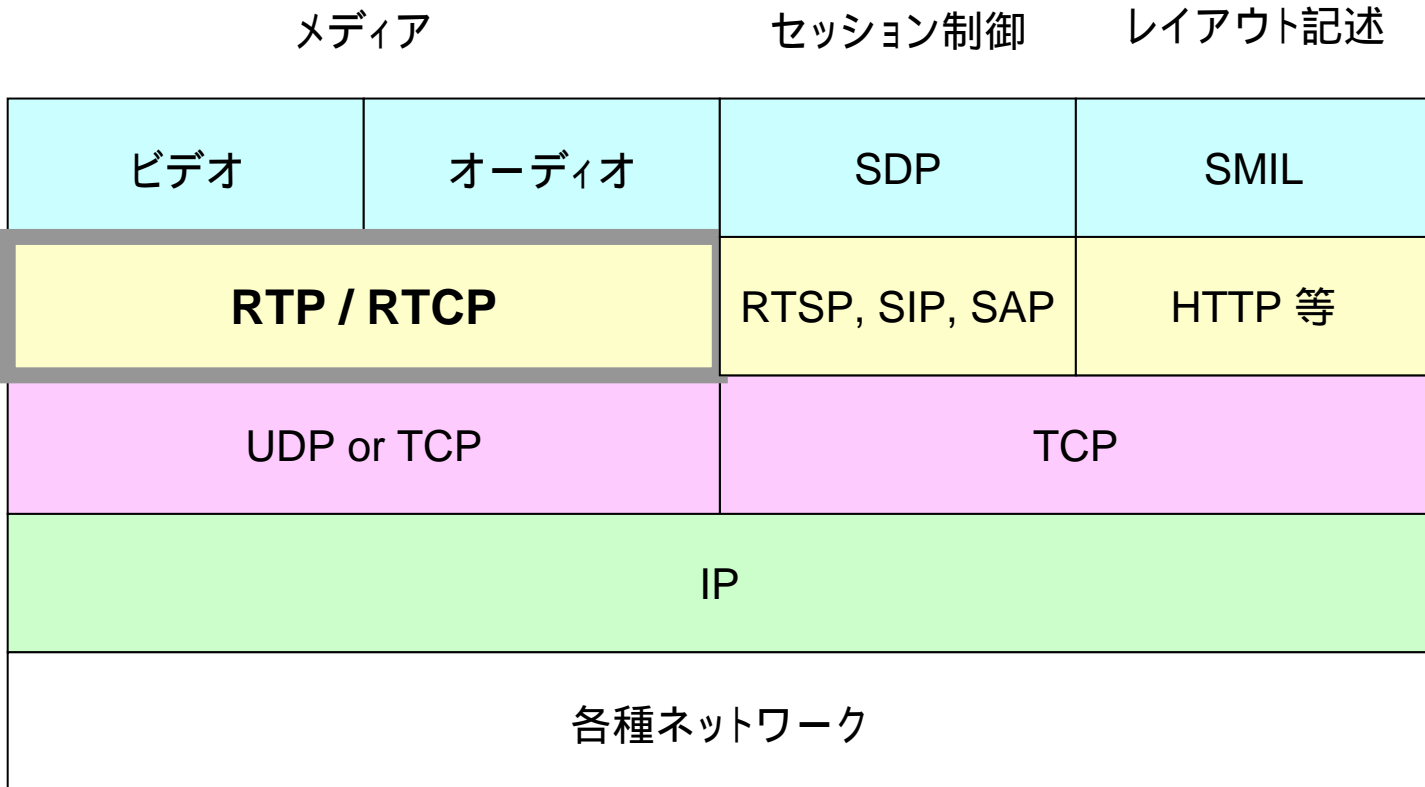 メディア セッション制御 レイアウト記述
ビデオ オーディオ SDP SMIL
RTP / RTCP RTSP, SIP, SAP HTTP 等
UDP or TCP TCP
IP
各種ネットワーク